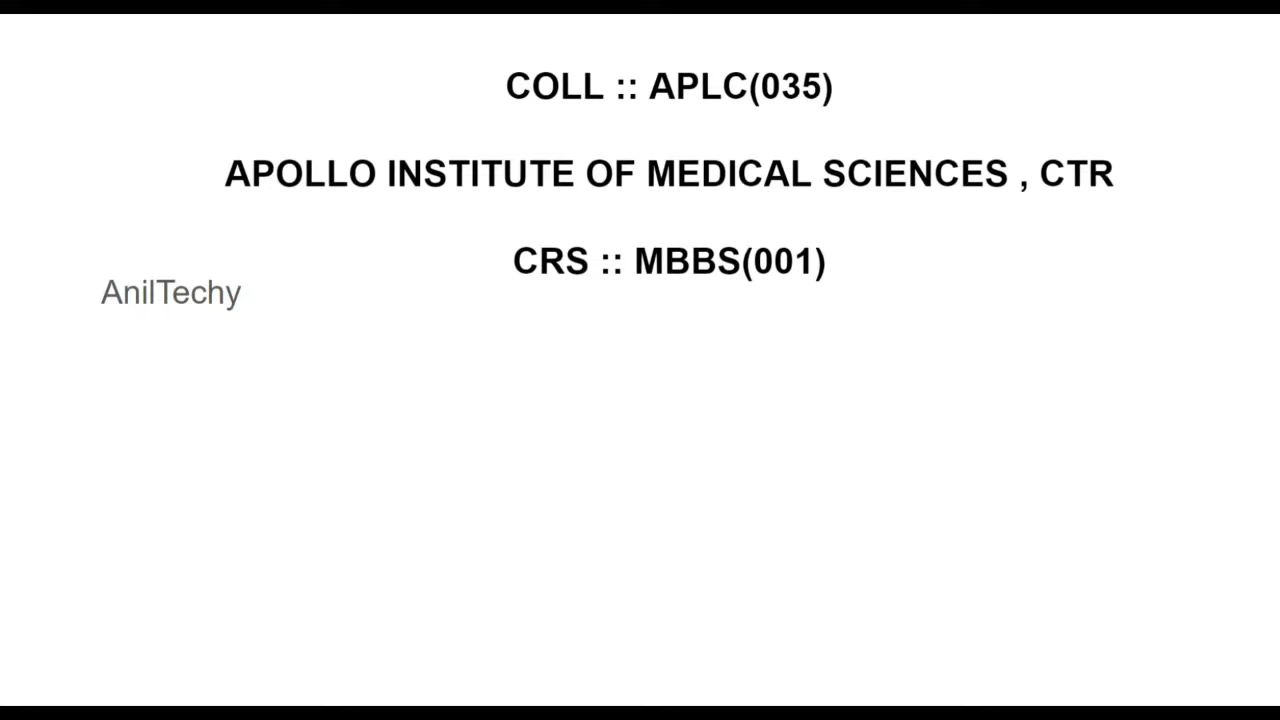 COLL :: APLC(035)
APOLLO INSTITUTE OF MEDICAL SCIENCES , CTR
CRS :: MBBS(001)
AnilTechy